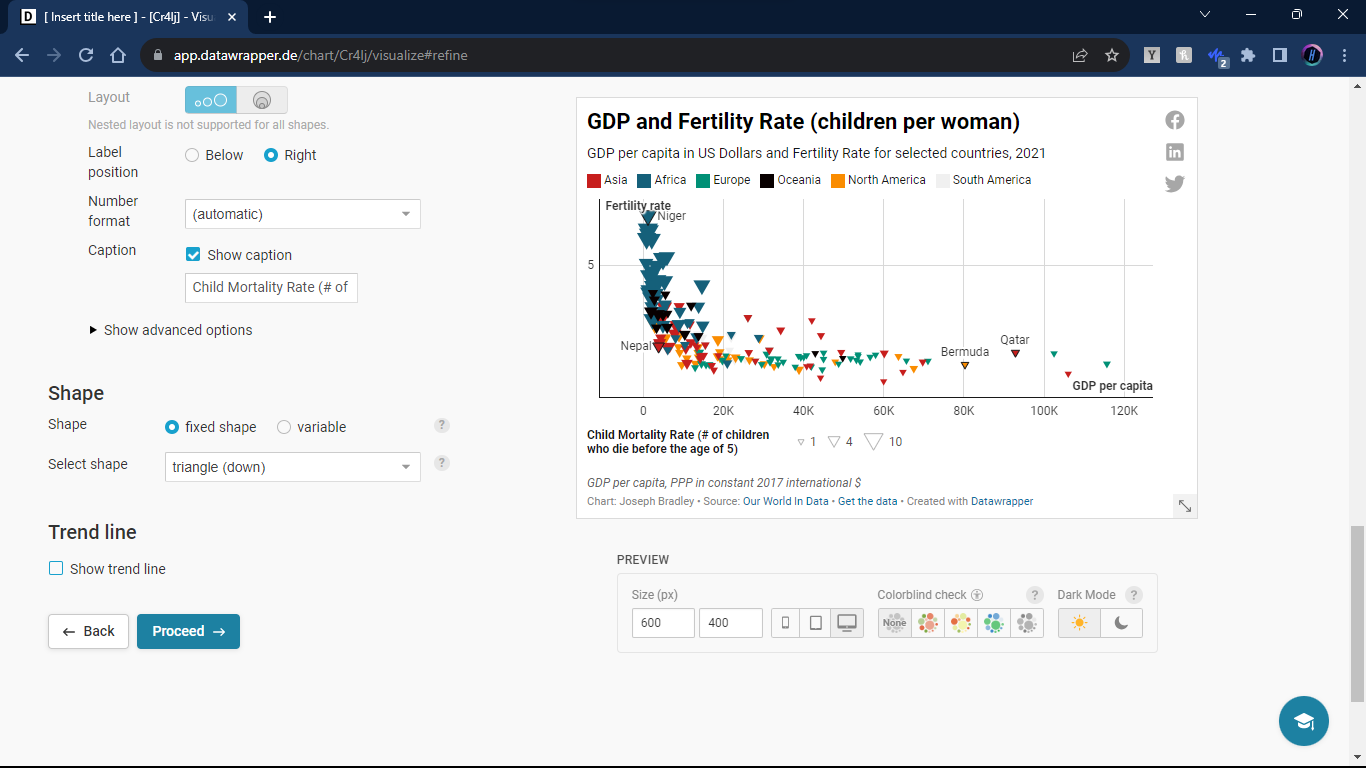 [ Insert title here ] - [Cr4lj] - Visu
app.datawrapper.de/chart/Cr4lj/visualize#refine
2
Layout
Nested layout is not supported for all shapes.
Label position
Below
Right
Number format
(automatic)
Caption
Show caption
Child Mortality Rate (# of
Show advanced options
Shape
Shape
fixed shape
variable
?
Select shape
triangle (down)
?
Trend line
Show trend line
Back
Proceed
GDP and Fertility Rate (children per woman)
GDP per capita in US Dollars and Fertility Rate for selected countries, 2021
Asia
Africa
Europe
Oceania
North America
South America
Fertility rate
Niger
5
Nepal
Bermuda
Qatar
GDP per capita
0
20K
40K
60K
80K
100K
120K
Child Mortality Rate (# of children
who die before the age of 5)
1
4
10
GDP per capita, PPP in constant 2017 international $
Chart: Joseph Bradley • Source: Our World In Data • Get the data • Created with Datawrapper
PREVIEW
Size (px)
Colorblind check
?
Dark Mode
?
600
400
None